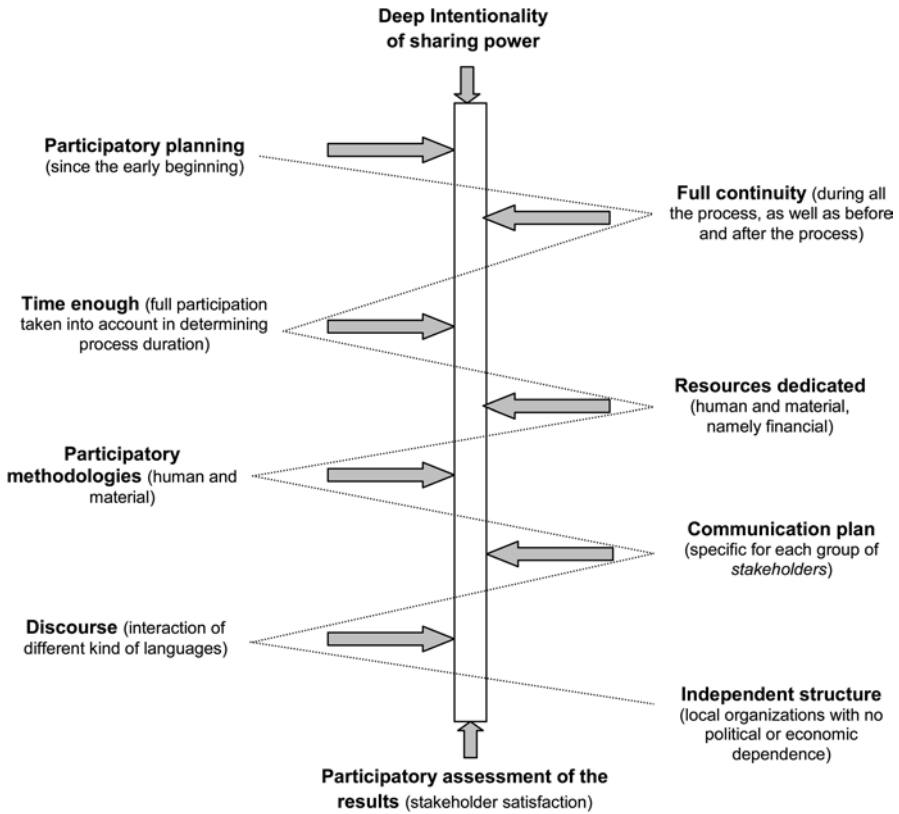 Deep Intentionality
of sharing power
Participatory planning
(since the early beginning)
Full continuity (during all
the process, as well as before
and after the process)
Time enough (full participation
taken into account in determining
process duration)
Resources dedicated
(human and material,
namely financial)
Participatory
methodologies (human and
material)
Communication plan
(specific for each group of
stakeholders)
Discourse (interaction of
different kind of languages)
Independent structure
(local organizations with no
political or economic
dependence)
Participatory assessment of the
results (stakeholder satisfaction)